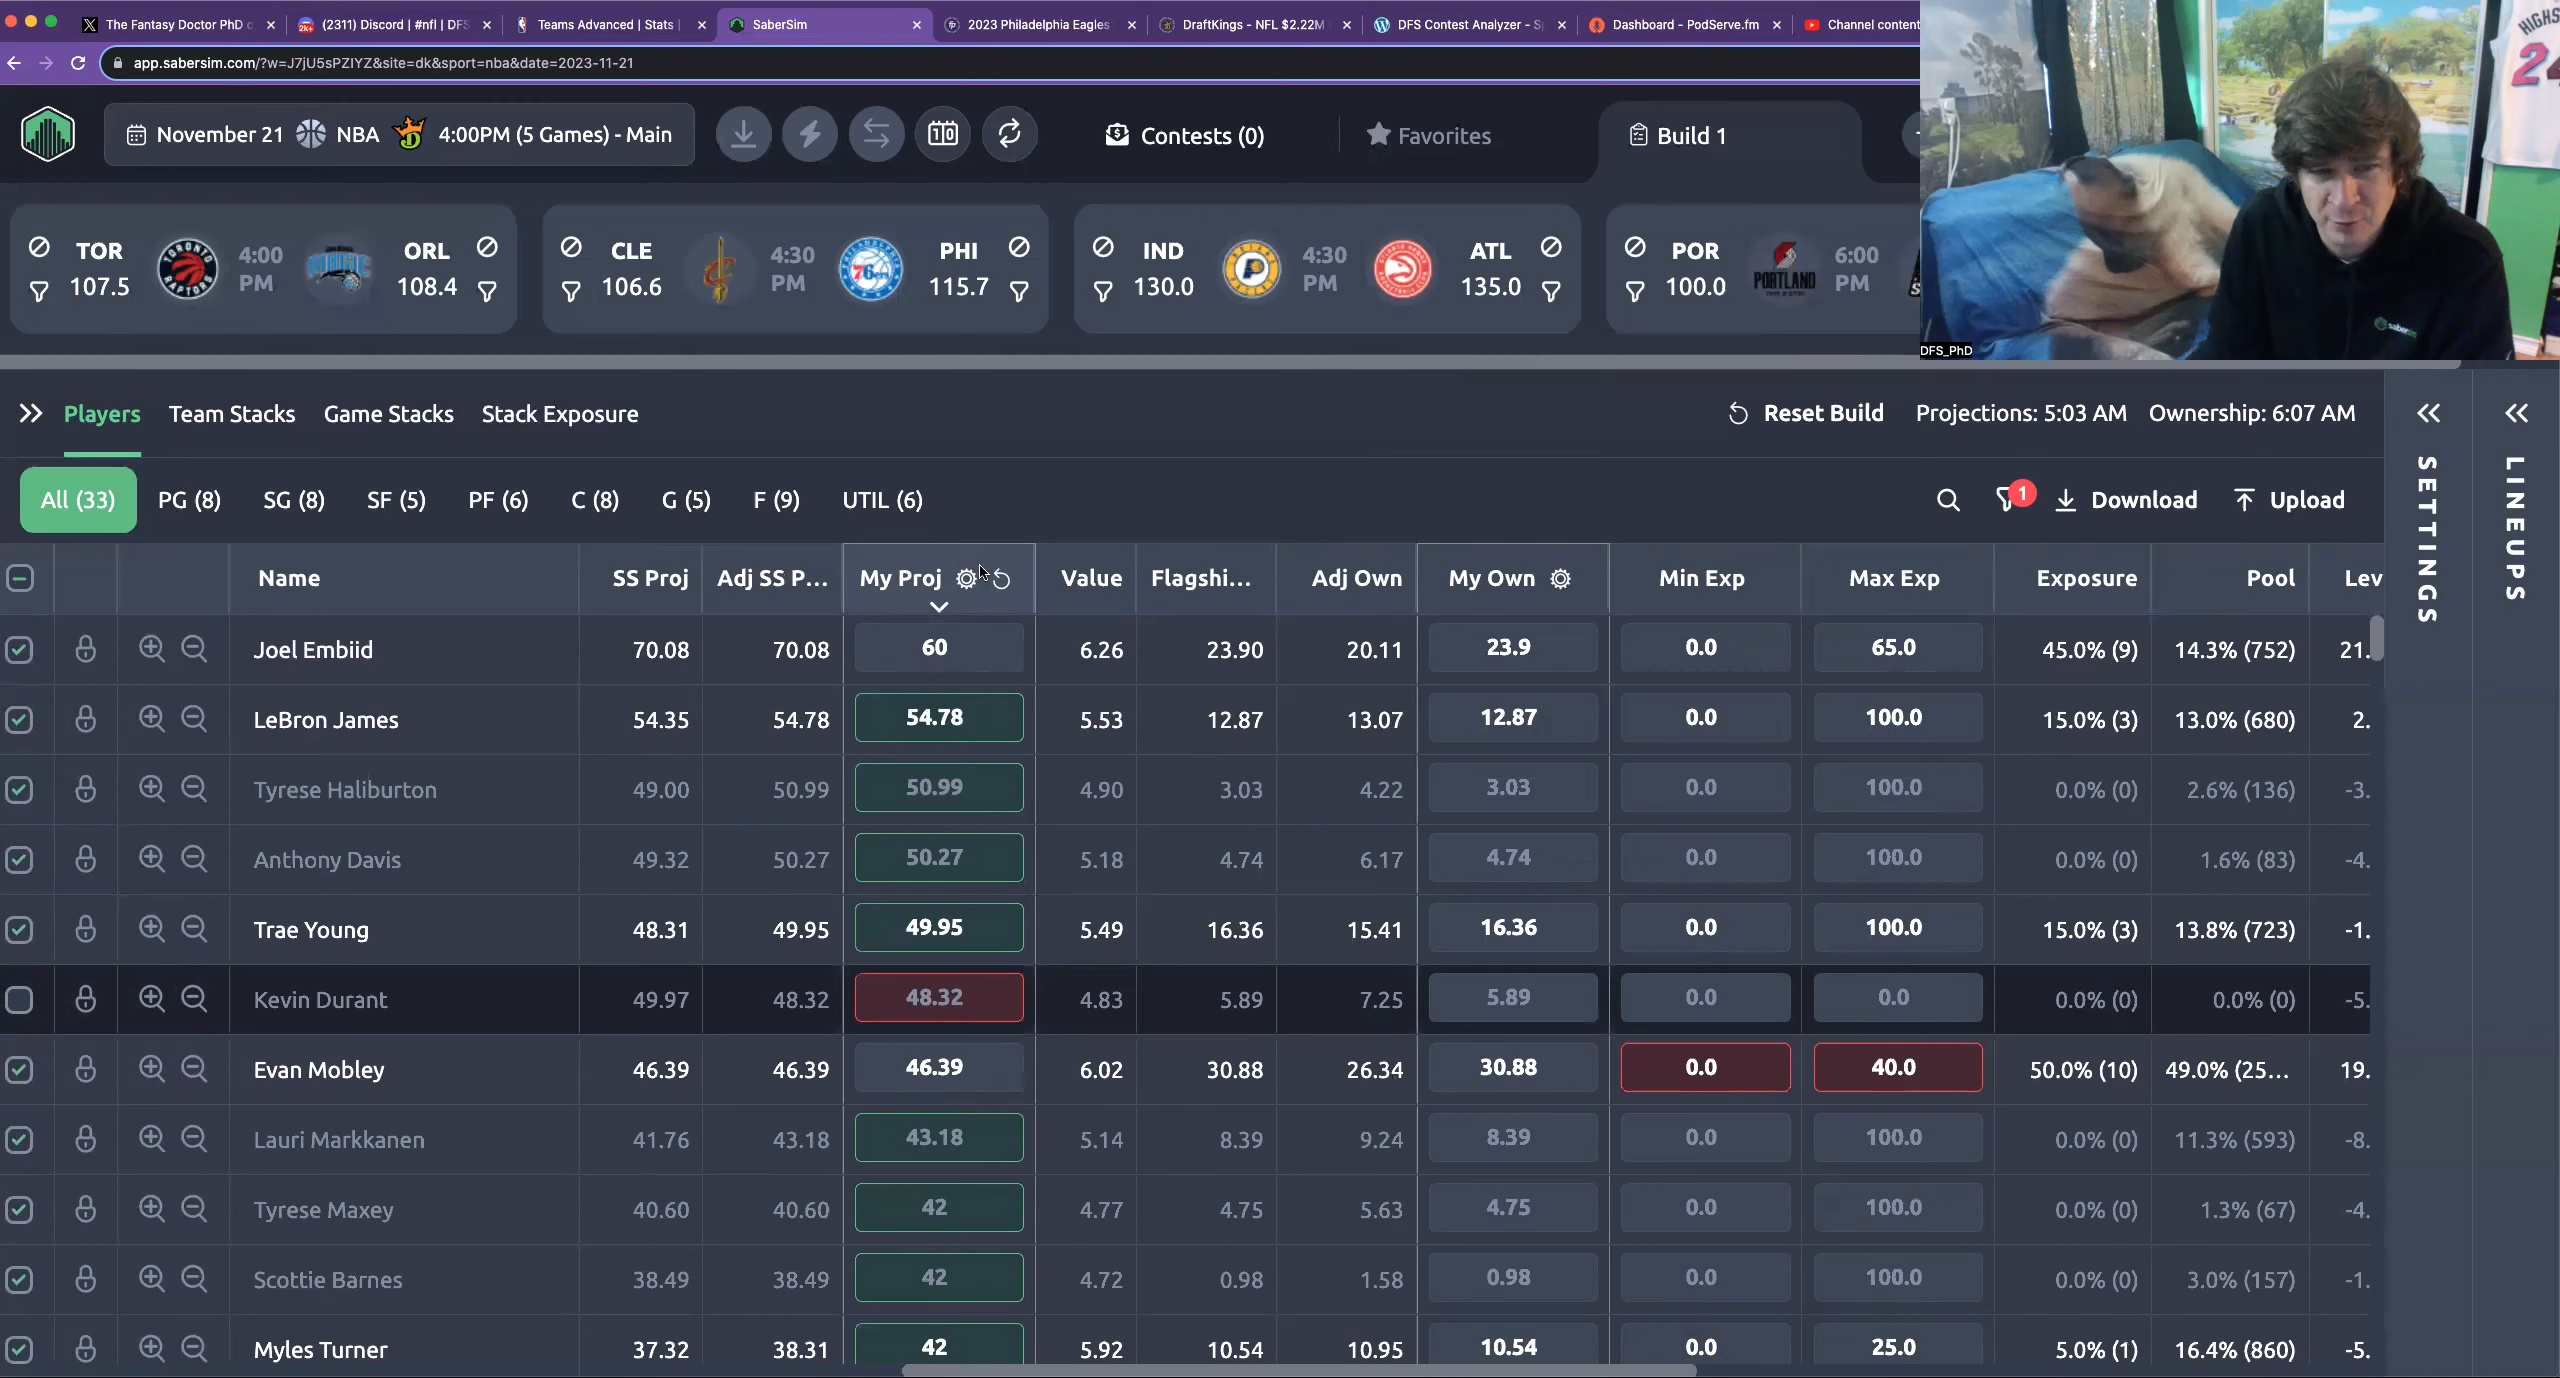 The Fantasy Doctor PhD
(2311) Discord | #nfl | DFS
Teams Advanced | Stats |
SaberSim
2023 Philadelphia Eagles
DraftKings - NFL $2.22M
DFS Contest Analyzer - S
Dashboard - PodServe.fm
Channel content
app.sabersim.com/?w=J7jU5sPZIYZ&site=dk&sport=nba&date=2023-11-21
November 21 NBA 4:00PM (5 Games) - Main
Contests (0)
Favorites
Build 1
TOR 107.5 4:00 PM ORL 108.4
CLE 106.6 4:30 PM PHI 115.7
IND 130.0 4:30 PM ATL 135.0
POR 100.0 PORTLAND 6:00 PM
HIGHS
24
saber
DFS_PhD
Players Team Stacks Game Stacks Stack Exposure
Reset Build Projections: 5:03 AM Ownership: 6:07 AM
SETTINGS
LINEUPS
All (33) PG (8) SG (8) SF (5) PF (6) C (8) G (5) F (9) UTIL (6)
1 Download Upload
Name SS Proj Adj SS P... My Proj Value Flagshi... Adj Own My Own Min Exp Max Exp Exposure Pool Lev
Joel Embiid 70.08 70.08 60 6.26 23.90 20.11 23.9 0.0 65.0 45.0% (9) 14.3% (752) 21.
LeBron James 54.35 54.78 54.78 5.53 12.87 13.07 12.87 0.0 100.0 15.0% (3) 13.0% (680) 2.
Tyrese Haliburton 49.00 50.99 50.99 4.90 3.03 4.22 3.03 0.0 100.0 0.0% (0) 2.6% (136) -3.
Anthony Davis 49.32 50.27 50.27 5.18 4.74 6.17 4.74 0.0 100.0 0.0% (0) 1.6% (83) -4.
Trae Young 48.31 49.95 49.95 5.49 16.36 15.41 16.36 0.0 100.0 15.0% (3) 13.8% (723) -1.
Kevin Durant 49.97 48.32 48.32 4.83 5.89 7.25 5.89 0.0 0.0 0.0% (0) 0.0% (0) -5.
Evan Mobley 46.39 46.39 46.39 6.02 30.88 26.34 30.88 0.0 40.0 50.0% (10) 49.0% (25... 19.
Lauri Markkanen 41.76 43.18 43.18 5.14 8.39 9.24 8.39 0.0 100.0 0.0% (0) 11.3% (593) -8.
Tyrese Maxey 40.60 40.60 42 4.77 4.75 5.63 4.75 0.0 100.0 0.0% (0) 1.3% (67) -4.
Scottie Barnes 38.49 38.49 42 4.72 0.98 1.58 0.98 0.0 100.0 0.0% (0) 3.0% (157) -1.
Myles Turner 37.32 38.31 42 5.92 10.54 10.95 10.54 0.0 25.0 5.0% (1) 16.4% (860) -5.